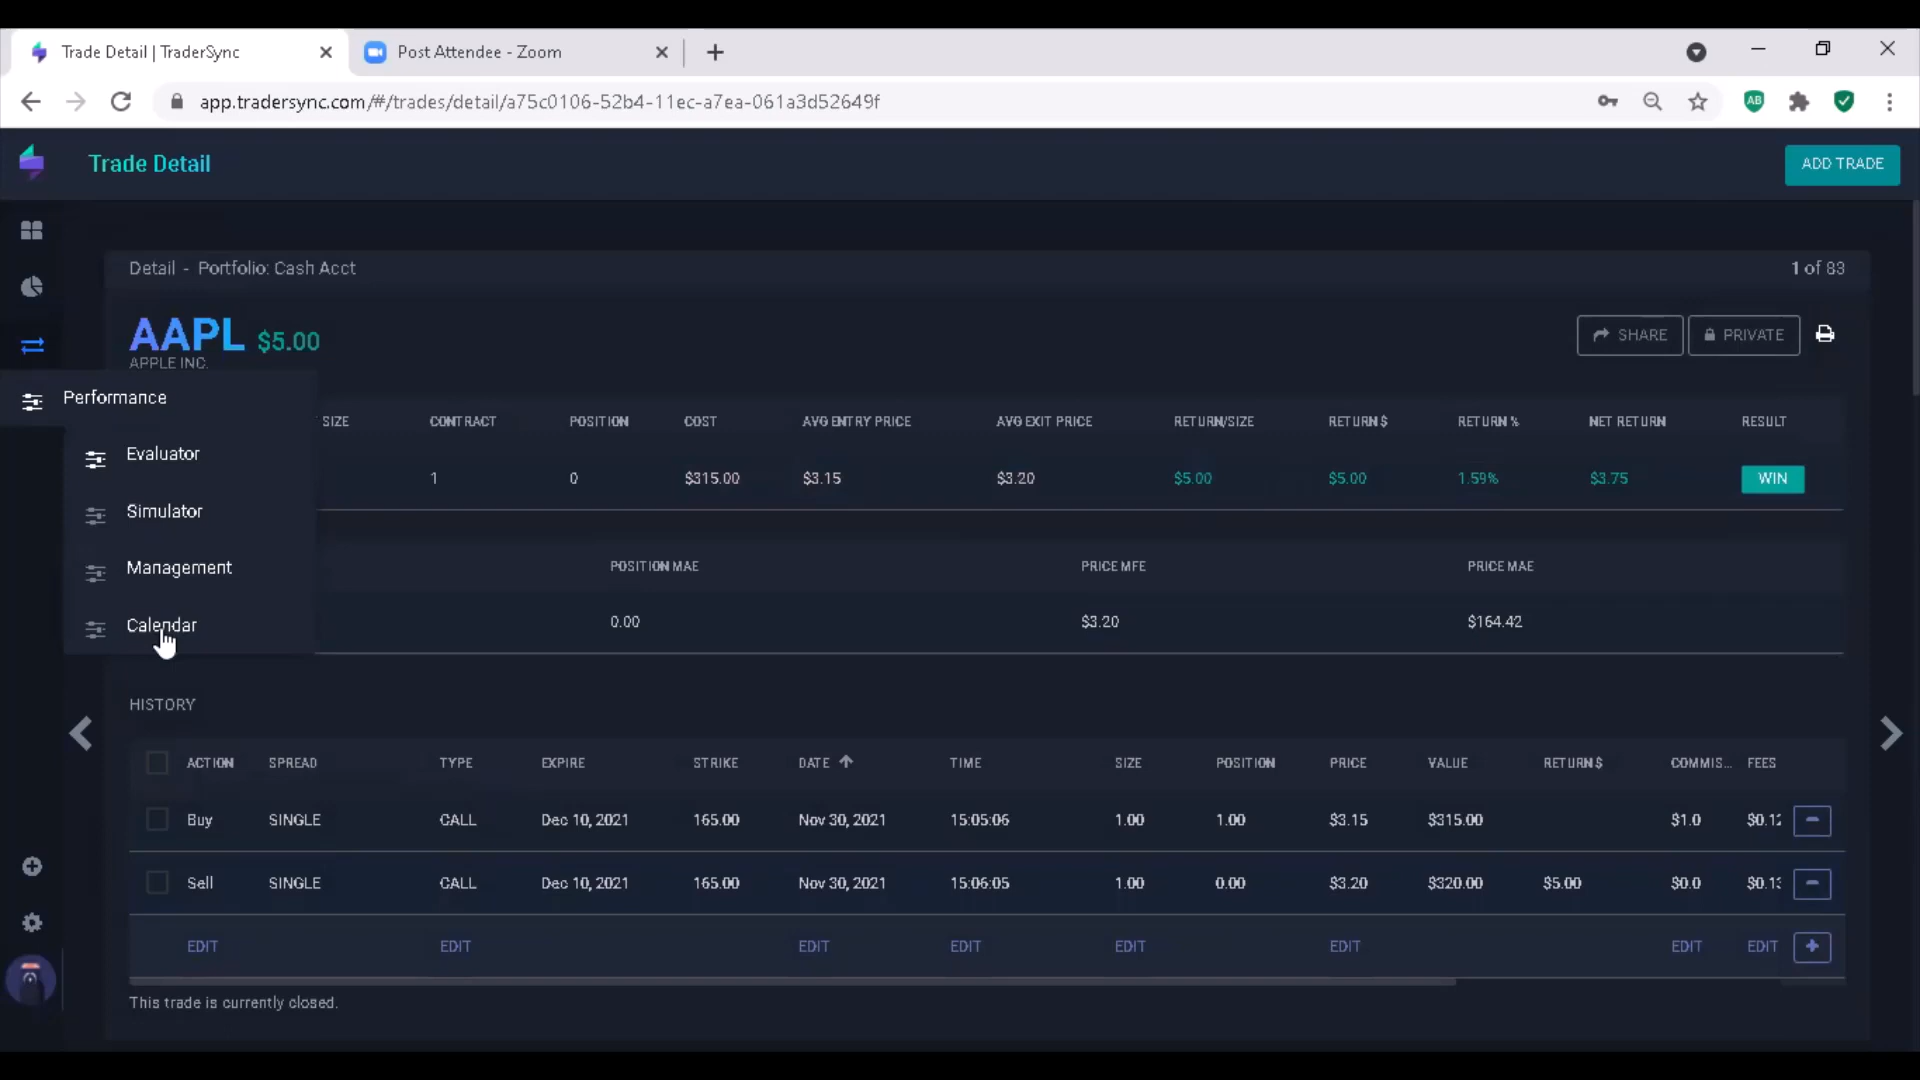 Trade Detail | TraderSync
Post Attendee - Zoom
app.tradersync.com/#/trades/detail/a75c0106-52b4-11ec-a7ea-061a3d52649f
AB
Trade Detail
ADD TRADE
Detail - Portfolio: Cash Acct
1 of 83
AAPL $5.00
APPLE INC.
SHARE
PRIVATE
Performance
Evaluator
Simulator
Management
Calendar
SIZE CONTRACT POSITION COST AVG ENTRY PRICE AVG EXIT PRICE RETURN/SIZE RETURN $ RETURN % NET RETURN RESULT
1 0 $315.00 $3.15 $3.20 $5.00 $5.00 1.59% $3.75 WIN
POSITION MAE PRICE MFE PRICE MAE
0.00 $3.20 $164.42
HISTORY
ACTION SPREAD TYPE EXPIRE STRIKE DATE TIME SIZE POSITION PRICE VALUE RETURN $ COMMIS... FEES
Buy SINGLE CALL Dec 10, 2021 165.00 Nov 30, 2021 15:05:06 1.00 1.00 $3.15 $315.00 $1.0 $0.12
Sell SINGLE CALL Dec 10, 2021 165.00 Nov 30, 2021 15:06:05 1.00 0.00 $3.20 $320.00 $5.00 $0.0 $0.13
EDIT EDIT EDIT EDIT EDIT EDIT EDIT EDIT
This trade is currently closed.